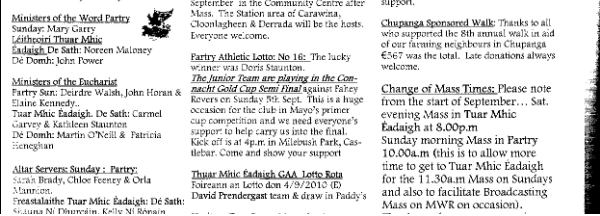 Ministers of the Word Partry
Sunday: Mary Garry
Léitheoirí Thuar Mhic
Éadaigh De Sath: Noreen Maloney
Dé Domh: John Power
Ministers of the Eucharist
Partry Sun: Deirdre Walsh, John Horan &
Elaine Kennedy..
Tuar Mhic Éadaigh. De Sath: Carmel
Garvey & Kathleen Staunton
Dé Domh: Martin O'Neill & Patricia
Heneghan
Altar Servers: Sunday : Partry:
Sarah Brady, Chloe Feeney & Orla
Mannion.
Freastalaithe Tuar Mhic Éadaigh: Dé Sath:
Shauna Ní Dhuroáin, Kelly Ní Rónain
September in the Community Centre after
Mass. The Station area of Carawina,
Cloonlaghen & Derrada will be the hosts.
Everyone welcome.
Partry Athletic Lotto: No 16: The lucky
winner was Doris Staunton.
The Junior Team are playing in the Con-
nacht Gold Cup Semi Final against Fahey
Rovers on Sunday 5th Sept. This is a huge
occasion for the club in Mayo's primer
cup competition and we need everyone's
support to help carry us into the final.
Kick off is at 4p.m. in Milebush Park, Cas-
tlebar. Come and show your support
Thuar Mhic Éadaigh GAA Lotto Rota
Foireann an Lotto don 4/9/2010 (E)
David Prendergast team & draw in Paddy's
support.
Chupanga Sponsored Walk: Thanks to all
who supported the 8th annual walk in aid
of our farming neighbours in Chupanga
€567 was the total. Late donations always
welcome.
Change of Mass Times: Please note
from the start of September... Sat.
evening Mass in Tuar Mhic
Éadaigh at 8.00p.m
Sunday morning Mass in Partry
10.00a.m (this is to allow more
time to get to Tuar Mhic Éadaigh
for the 11.30a.m Mass on Sundays
and also to facilitate Broadcasting
Mass on MWR on occasion).